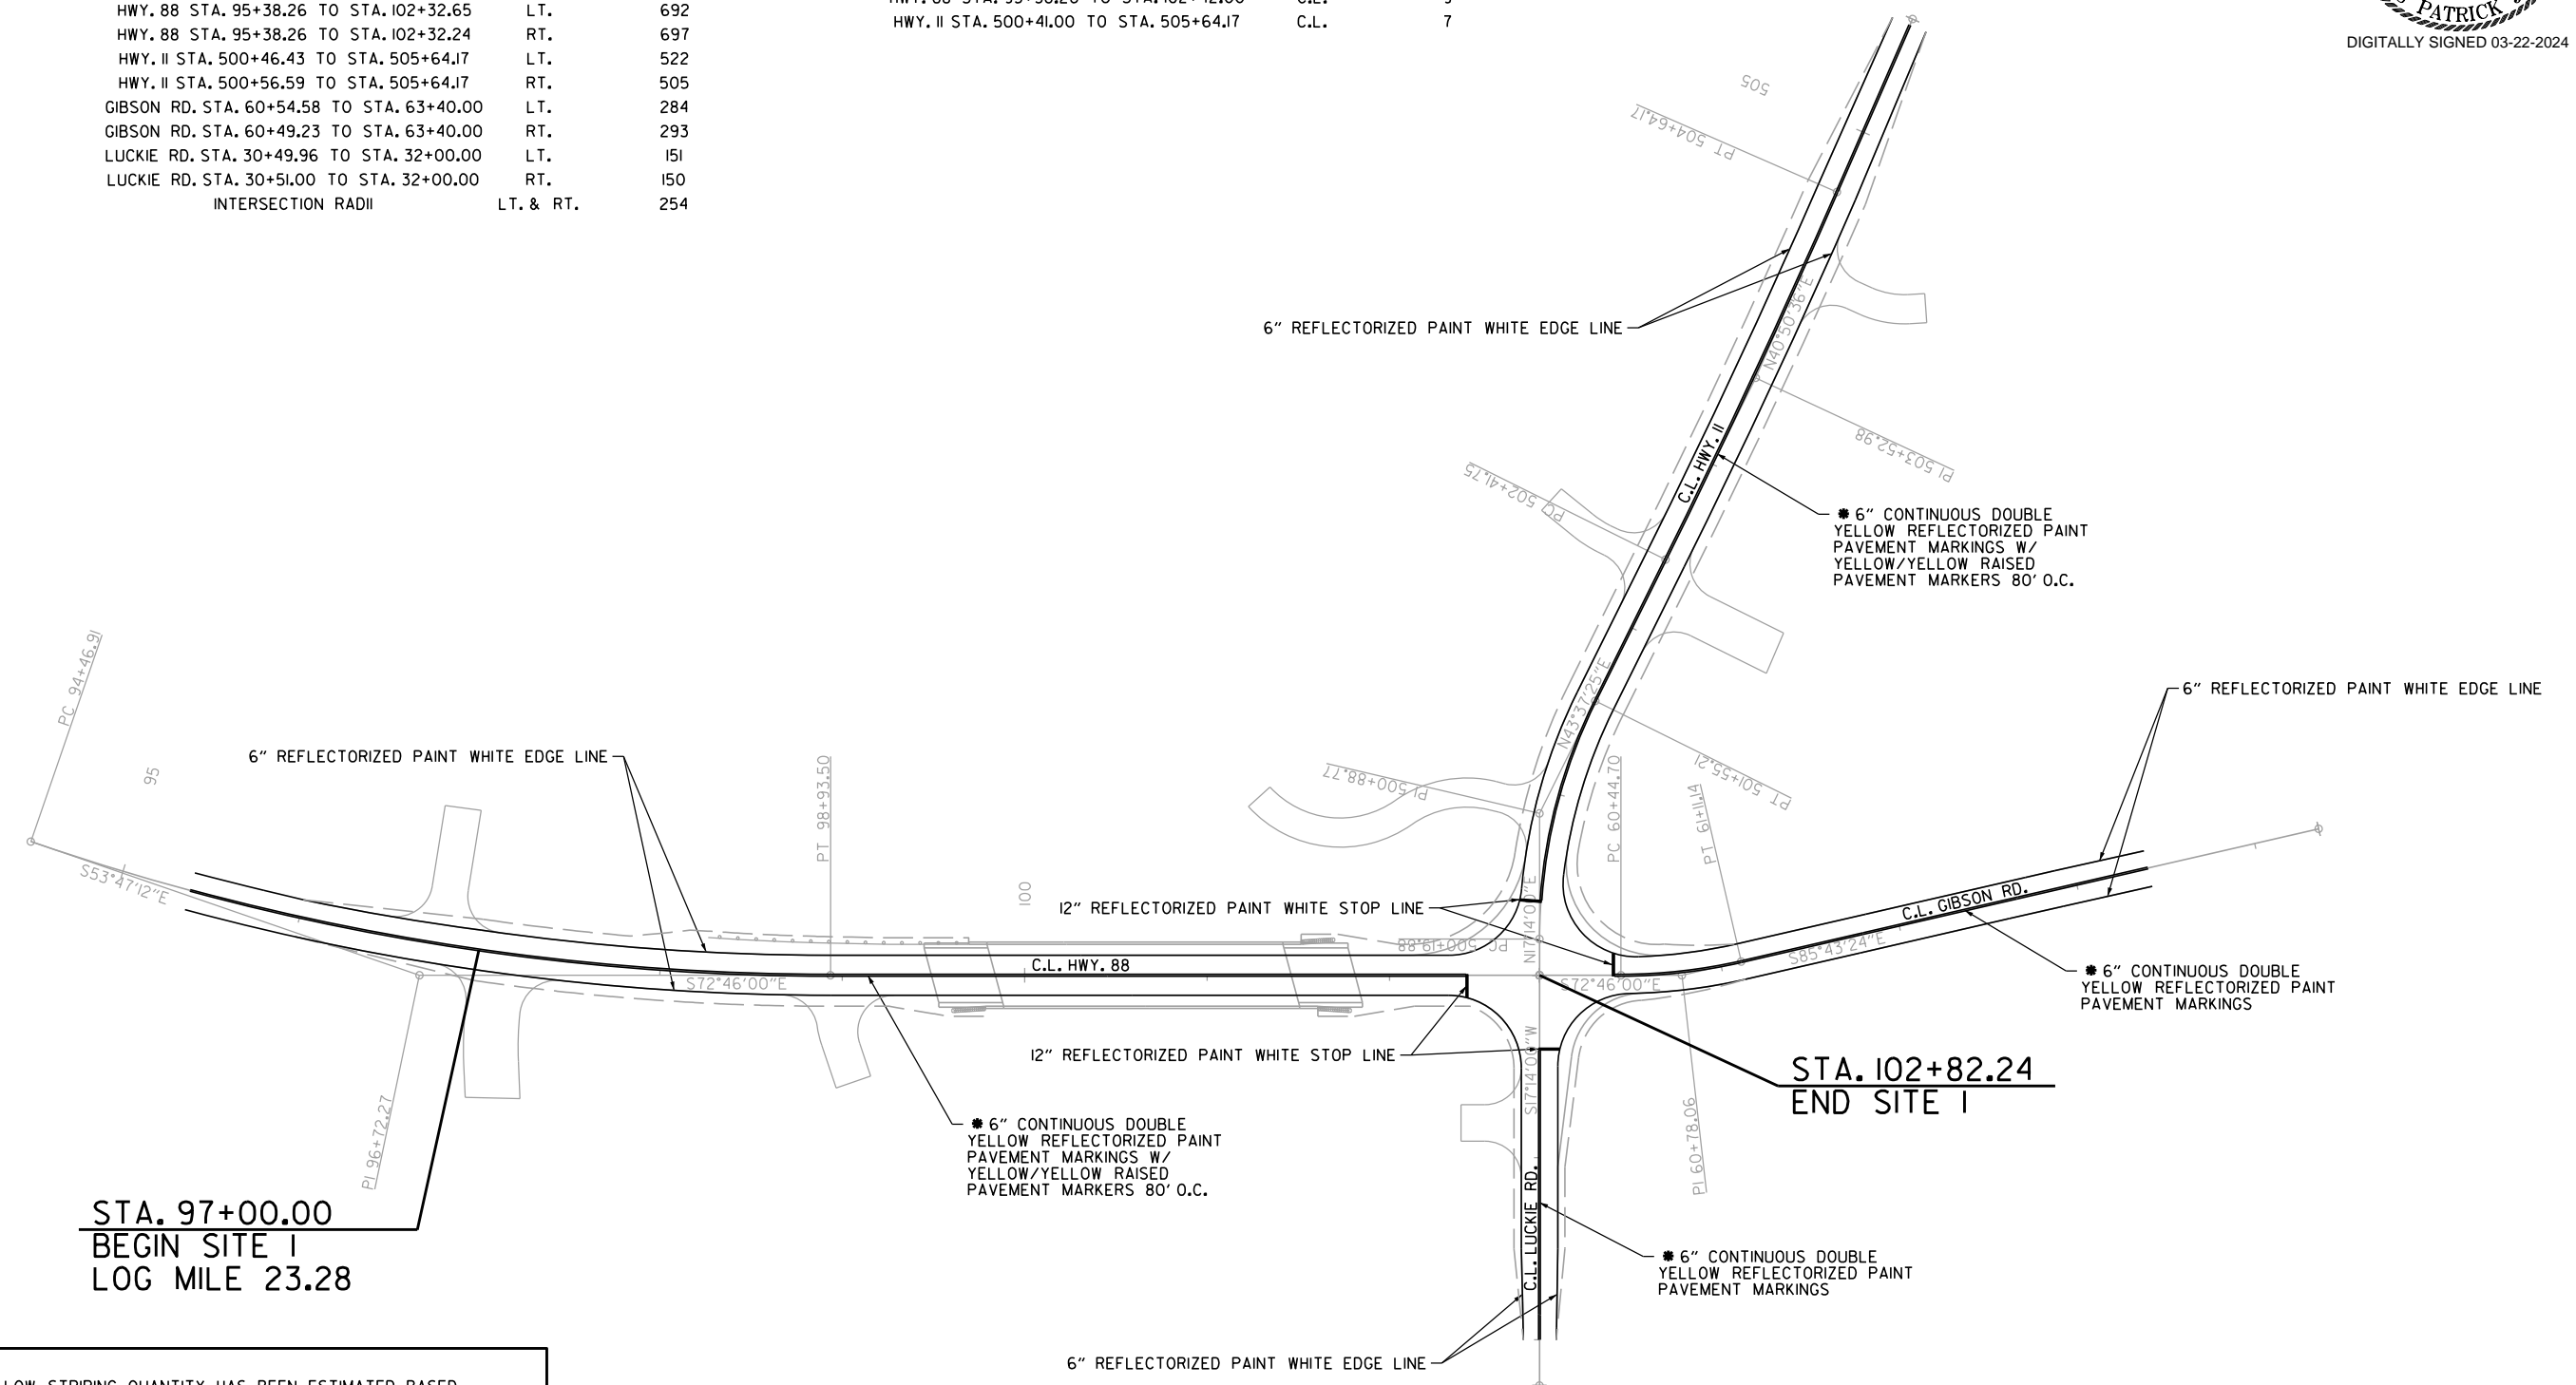 HWY. 88 STA. 95+38.26 TO STA. 102+32.65 LT. 692
HWY. 88 STA. 95+38.26 TO STA. 102+32.24 RT. 697
HWY. 11 STA. 500+46.43 TO STA. 505+64.17 LT. 522
HWY. 11 STA. 500+56.59 TO STA. 505+64.17 RT. 505
GIBSON RD. STA. 60+54.58 TO STA. 63+40.00 LT. 284
GIBSON RD. STA. 60+49.23 TO STA. 63+40.00 RT. 293
LUCKIE RD. STA. 30+49.96 TO STA. 32+00.00 LT. 151
LUCKIE RD. STA. 30+51.00 TO STA. 32+00.00 RT. 150
INTERSECTION RADII LT. & RT. 254
HWY. 11 STA. 500+41.00 TO STA. 505+64.17 C.L. 7
PATRICK
DIGITALLY SIGNED 03-22-2024
505
PT 504+64.17
6" REFLECTORIZED PAINT WHITE EDGE LINE
N40°50'36"E
PI 503+52.98
C.L. HWY. 11
PC 502+41.75
✱ 6" CONTINUOUS DOUBLE
YELLOW REFLECTORIZED PAINT
PAVEMENT MARKINGS W/
YELLOW/YELLOW RAISED
PAVEMENT MARKERS 80' O.C.
N43°37'25"E
PT 501+55.21
PI 500+88.77
PC 94+46.91
95
6" REFLECTORIZED PAINT WHITE EDGE LINE
6" REFLECTORIZED PAINT WHITE EDGE LINE
PT 98+93.50
PC 60+44.70
PT 61+11.14
S53°47'12"E
100
12" REFLECTORIZED PAINT WHITE STOP LINE
N17°14'00"E
PC 500+19.88
C.L. GIBSON RD.
S85°43'24"E
C.L. HWY. 88
S72°46'00"E
S72°46'00"E
✱ 6" CONTINUOUS DOUBLE
YELLOW REFLECTORIZED PAINT
PAVEMENT MARKINGS
12" REFLECTORIZED PAINT WHITE STOP LINE
S17°14'00"W
STA. 102+82.24
END SITE 1
PI 96+72.27
PI 60+78.06
✱ 6" CONTINUOUS DOUBLE
YELLOW REFLECTORIZED PAINT
PAVEMENT MARKINGS W/
YELLOW/YELLOW RAISED
PAVEMENT MARKERS 80' O.C.
STA. 97+00.00
BEGIN SITE 1
LOG MILE 23.28
C.L. LUCKIE RD.
✱ 6" CONTINUOUS DOUBLE
YELLOW REFLECTORIZED PAINT
PAVEMENT MARKINGS
6" REFLECTORIZED PAINT WHITE EDGE LINE
STRIPING QUANTITY HAS BEEN ESTIMATED BASED